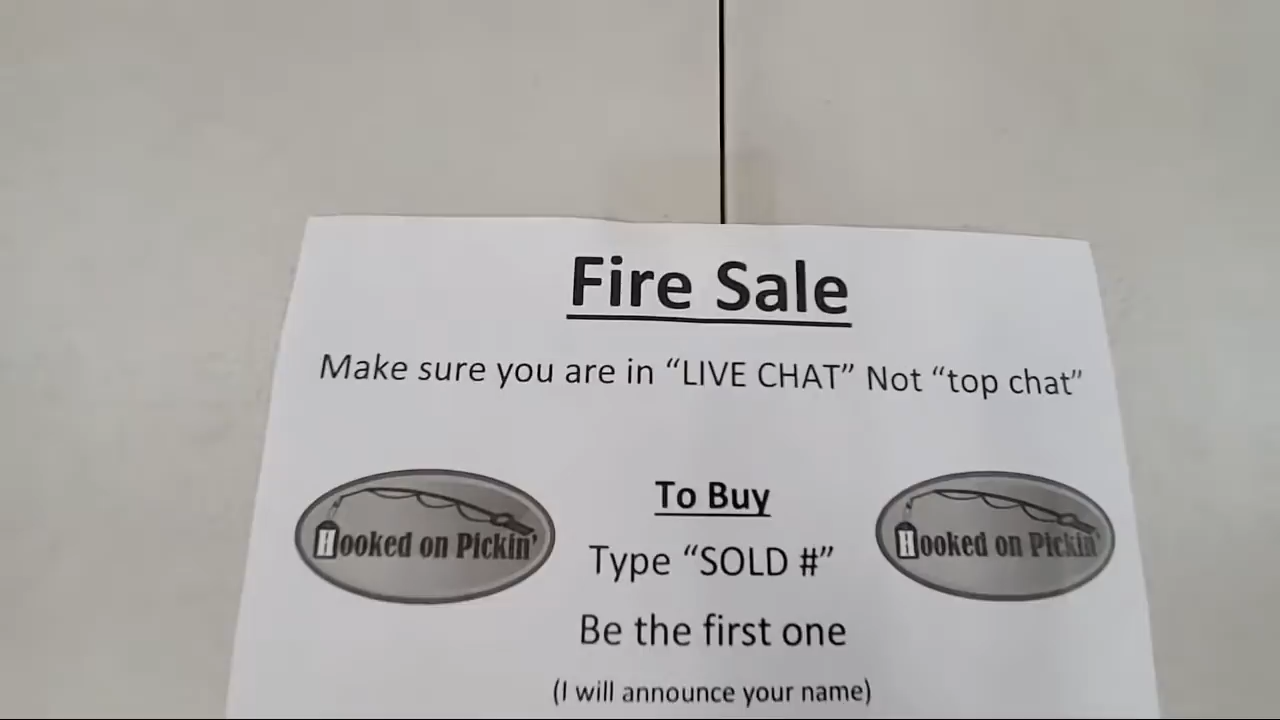 Fire Sale
Make sure you are in “LIVE CHAT” Not “top chat”
To Buy
Hooked on Pickin'
Hooked on Pickin'
Type “SOLD #”
Be the first one
(I will announce your name)